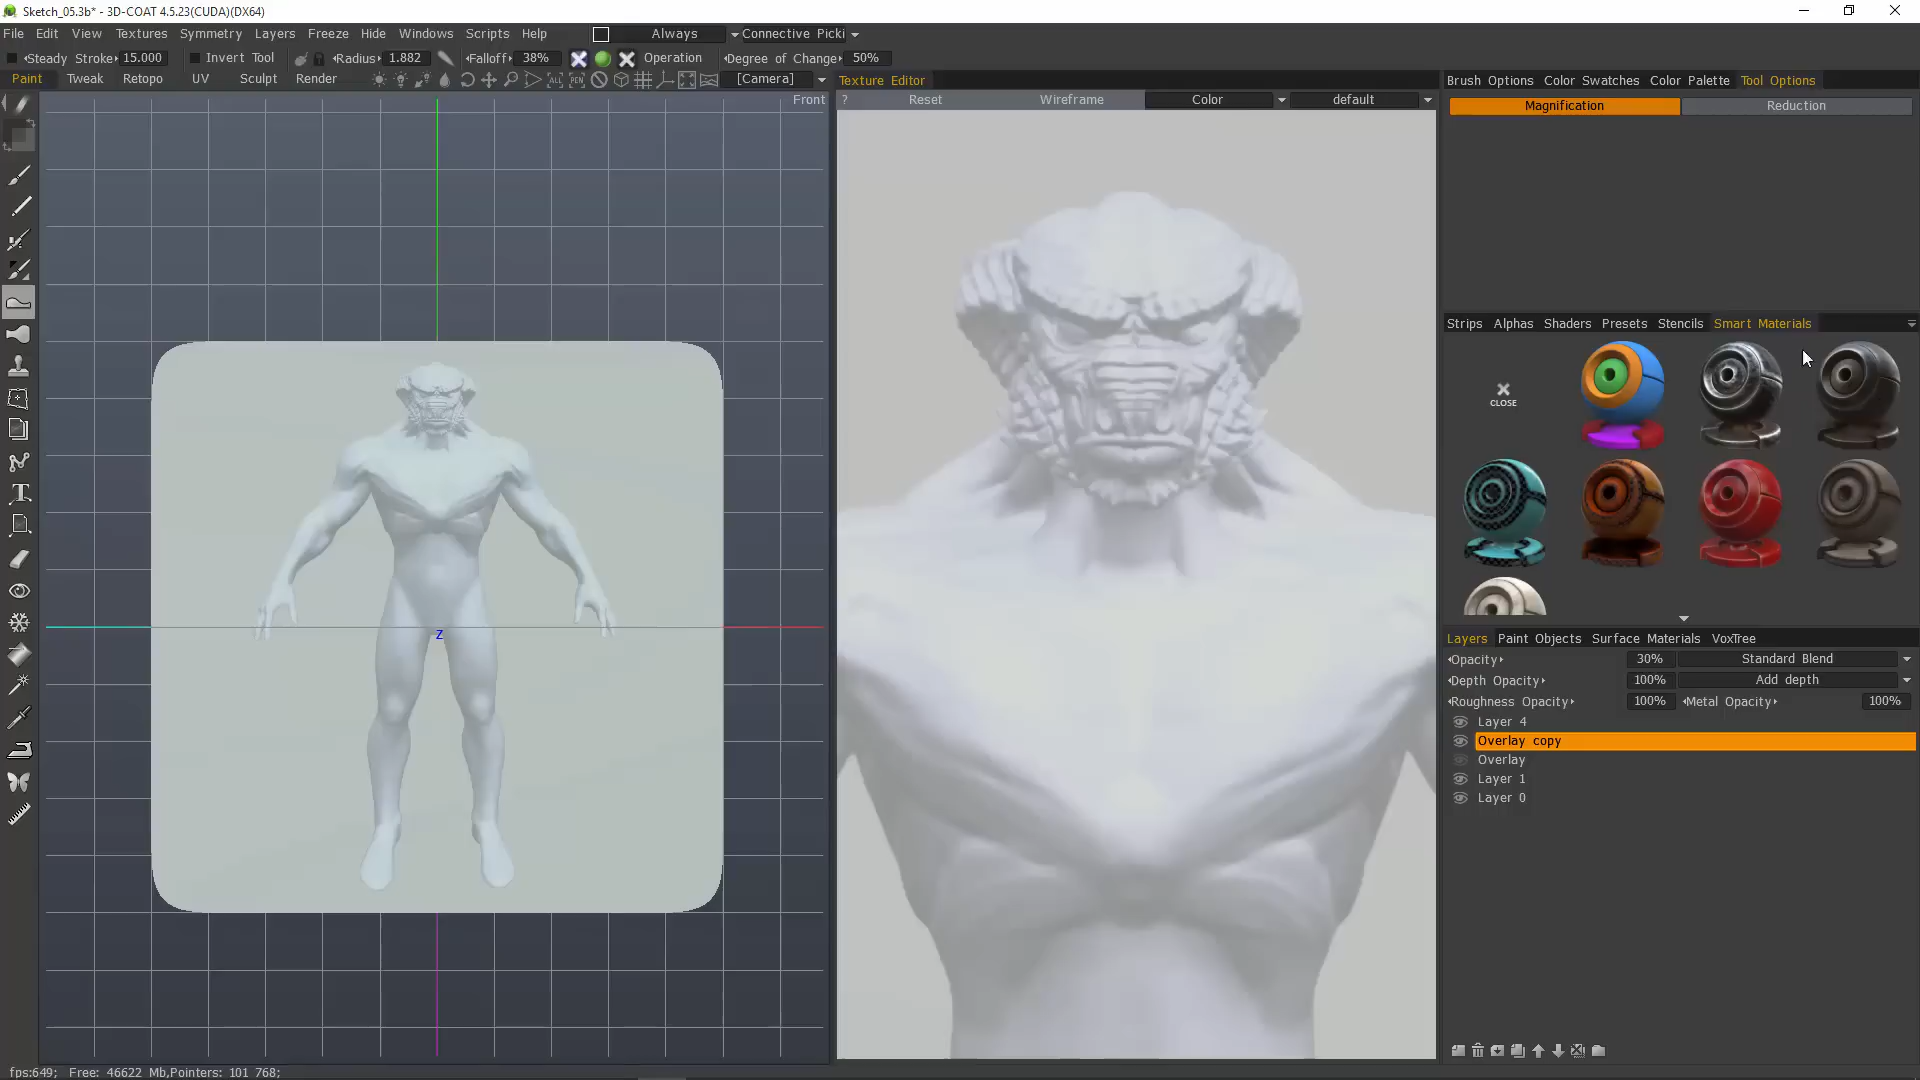 Sketch_05.3b* - 3D-COAT 4.5.23(CUDA)(DX64)
File Edit View Textures Symmetry Layers Freeze Hide Windows Scripts Help Always Connective Picki
Steady Stroke 15.000 Invert Tool Radius 1.882 Falloff 38% Operation Degree of Change 50%
Paint Tweak Retopo UV Sculpt Render ALL PEN [Camera]
Texture Editor
Brush Options Color Swatches Color Palette Tool Options
Front
? Reset Wireframe Color default
Magnification Reduction
Strips Alphas Shaders Presets Stencils Smart Materials
CLOSE
Z
Layers Paint Objects Surface Materials VoxTree
Opacity 30% Standard Blend
Depth Opacity 100% Add depth
Roughness Opacity 100% Metal Opacity 100%
Layer 4
Overlay copy
Overlay
Layer 1
Layer 0
fps:649; Free: 46622 Mb,Pointers: 101 768;